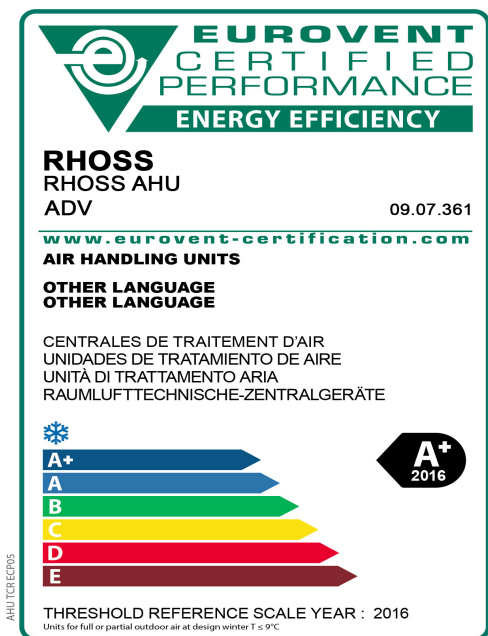 EUROVENT
CERTIFIED
PERFORMANCE
ENERGY EFFICIENCY
RHOSS
RHOSS AHU
ADV 09.07.361
www.eurovent-certification.com
AIR HANDLING UNITS
OTHER LANGUAGE
OTHER LANGUAGE
CENTRALES DE TRAITEMENT D'AIR
UNIDADES DE TRATAMIENTO DE AIRE
UNITÀ DI TRATTAMENTO ARIA
RAUMLUFTTECHNISCHE-ZENTRALGERÄTE
A+
A
B
C
D
E
A+
2016
THRESHOLD REFERENCE SCALE YEAR : 2016
Units for full or partial outdoor air at design winter T ≤ 9°C
AHU TCR ECP05